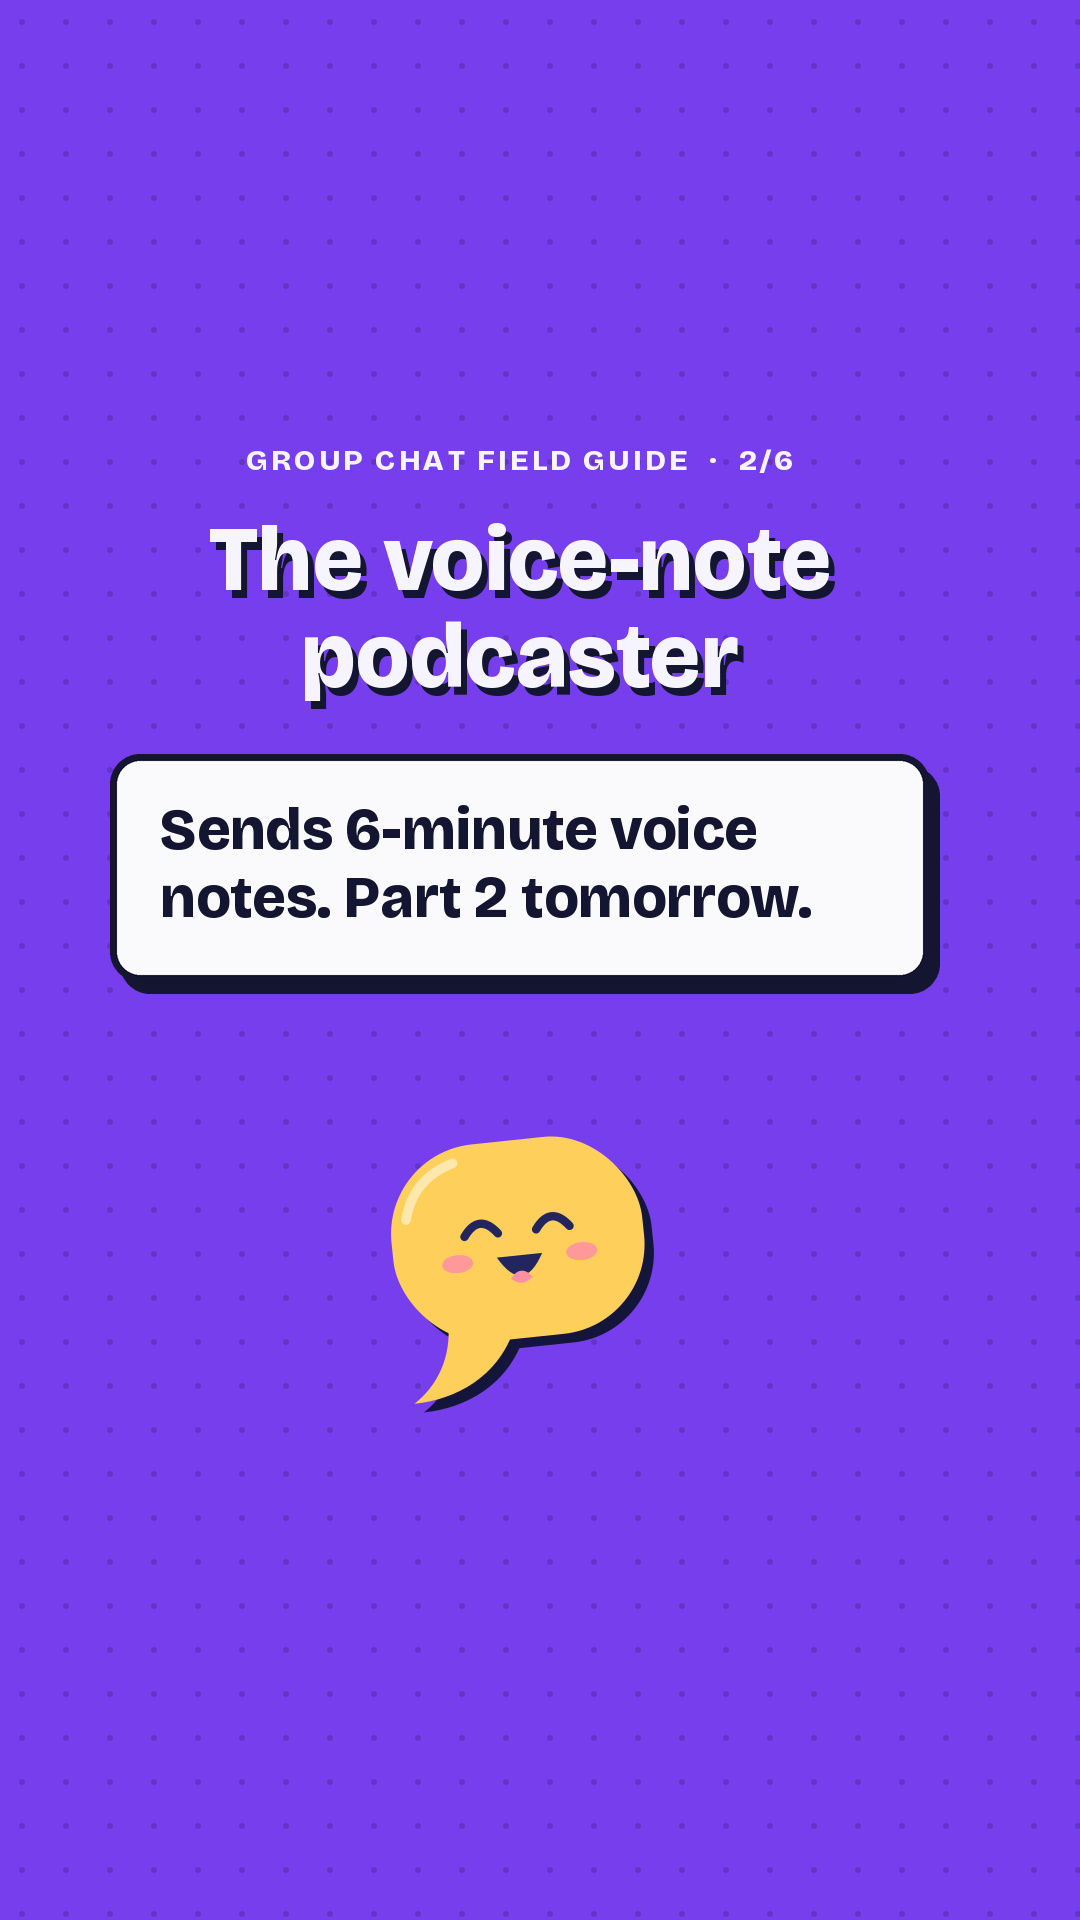 GROUP CHAT FIELD GUIDE · 2/6
The voice-note
podcaster
Sends 6-minute voice
notes. Part 2 tomorrow.